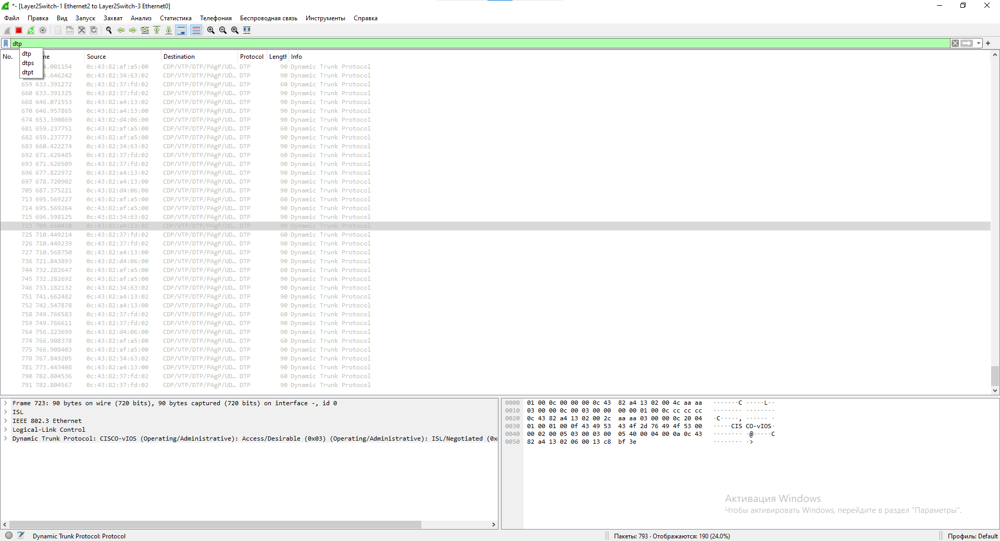 *- [Layer2Switch-1 Ethernet2 to Layer2Switch-3 Ethernet0]
Файл Правка Вид Запуск Захват Анализ Статистика Телефония Беспроводная связь Инструменты Справка
dtp
dtp
dtps
dtpt
No. Source Destination Protocol Length Info
4.001154 0c:43:82:af:a5:00 CDP/VTP/DTP/PAgP/UD… DTP 90 Dynamic Trunk Protocol
4.646242 0c:43:82:34:63:02 CDP/VTP/DTP/PAgP/UD… DTP 90 Dynamic Trunk Protocol
659 633.391272 0c:43:82:37:fd:02 CDP/VTP/DTP/PAgP/UD… DTP 60 Dynamic Trunk Protocol
660 633.391325 0c:43:82:37:fd:02 CDP/VTP/DTP/PAgP/UD… DTP 90 Dynamic Trunk Protocol
668 646.071553 0c:43:82:a4:13:02 CDP/VTP/DTP/PAgP/UD… DTP 90 Dynamic Trunk Protocol
670 646.957865 0c:43:82:a4:13:00 CDP/VTP/DTP/PAgP/UD… DTP 90 Dynamic Trunk Protocol
674 653.390869 0c:43:82:d4:06:00 CDP/VTP/DTP/PAgP/UD… DTP 90 Dynamic Trunk Protocol
681 659.237751 0c:43:82:af:a5:00 CDP/VTP/DTP/PAgP/UD… DTP 60 Dynamic Trunk Protocol
682 659.237773 0c:43:82:af:a5:00 CDP/VTP/DTP/PAgP/UD… DTP 90 Dynamic Trunk Protocol
683 660.422274 0c:43:82:34:63:02 CDP/VTP/DTP/PAgP/UD… DTP 90 Dynamic Trunk Protocol
692 671.626485 0c:43:82:37:fd:02 CDP/VTP/DTP/PAgP/UD… DTP 60 Dynamic Trunk Protocol
693 671.626509 0c:43:82:37:fd:02 CDP/VTP/DTP/PAgP/UD… DTP 90 Dynamic Trunk Protocol
696 677.822972 0c:43:82:a4:13:02 CDP/VTP/DTP/PAgP/UD… DTP 90 Dynamic Trunk Protocol
697 678.720902 0c:43:82:a4:13:00 CDP/VTP/DTP/PAgP/UD… DTP 90 Dynamic Trunk Protocol
705 687.375221 0c:43:82:d4:06:00 CDP/VTP/DTP/PAgP/UD… DTP 90 Dynamic Trunk Protocol
713 695.569227 0c:43:82:af:a5:00 CDP/VTP/DTP/PAgP/UD… DTP 60 Dynamic Trunk Protocol
714 695.569264 0c:43:82:af:a5:00 CDP/VTP/DTP/PAgP/UD… DTP 90 Dynamic Trunk Protocol
715 696.598125 0c:43:82:34:63:02 CDP/VTP/DTP/PAgP/UD… DTP 90 Dynamic Trunk Protocol
723 709.660410 0c:43:82:a4:13:02 CDP/VTP/DTP/PAgP/UD… DTP 90 Dynamic Trunk Protocol
725 710.449214 0c:43:82:37:fd:02 CDP/VTP/DTP/PAgP/UD… DTP 60 Dynamic Trunk Protocol
726 710.449239 0c:43:82:37:fd:02 CDP/VTP/DTP/PAgP/UD… DTP 90 Dynamic Trunk Protocol
727 710.568750 0c:43:82:a4:13:00 CDP/VTP/DTP/PAgP/UD… DTP 90 Dynamic Trunk Protocol
736 721.843893 0c:43:82:d4:06:00 CDP/VTP/DTP/PAgP/UD… DTP 90 Dynamic Trunk Protocol
744 732.282647 0c:43:82:af:a5:00 CDP/VTP/DTP/PAgP/UD… DTP 60 Dynamic Trunk Protocol
745 732.282692 0c:43:82:af:a5:00 CDP/VTP/DTP/PAgP/UD… DTP 90 Dynamic Trunk Protocol
746 733.182132 0c:43:82:34:63:02 CDP/VTP/DTP/PAgP/UD… DTP 90 Dynamic Trunk Protocol
751 741.662482 0c:43:82:a4:13:02 CDP/VTP/DTP/PAgP/UD… DTP 90 Dynamic Trunk Protocol
752 742.547878 0c:43:82:a4:13:00 CDP/VTP/DTP/PAgP/UD… DTP 90 Dynamic Trunk Protocol
758 749.766583 0c:43:82:37:fd:02 CDP/VTP/DTP/PAgP/UD… DTP 60 Dynamic Trunk Protocol
759 749.766611 0c:43:82:37:fd:02 CDP/VTP/DTP/PAgP/UD… DTP 90 Dynamic Trunk Protocol
764 756.223699 0c:43:82:d4:06:00 CDP/VTP/DTP/PAgP/UD… DTP 90 Dynamic Trunk Protocol
774 766.908378 0c:43:82:af:a5:00 CDP/VTP/DTP/PAgP/UD… DTP 60 Dynamic Trunk Protocol
775 766.908403 0c:43:82:af:a5:00 CDP/VTP/DTP/PAgP/UD… DTP 90 Dynamic Trunk Protocol
778 767.849205 0c:43:82:34:63:02 CDP/VTP/DTP/PAgP/UD… DTP 90 Dynamic Trunk Protocol
781 773.443408 0c:43:82:a4:13:00 CDP/VTP/DTP/PAgP/UD… DTP 90 Dynamic Trunk Protocol
790 782.804536 0c:43:82:37:fd:02 CDP/VTP/DTP/PAgP/UD… DTP 60 Dynamic Trunk Protocol
791 782.804567 0c:43:82:37:fd:02 CDP/VTP/DTP/PAgP/UD… DTP 90 Dynamic Trunk Protocol
Frame 723: 90 bytes on wire (720 bits), 90 bytes captured (720 bits) on interface -, id 0
ISL
IEEE 802.3 Ethernet
Logical-Link Control
Dynamic Trunk Protocol: CISCO-vIOS (Operating/Administrative): Access/Desirable (0x03) (Operating/Administrative): ISL/Negotiated (0x
0000 01 00 0c 00 00 00 0c 43 82 a4 13 02 00 4c aa aa ·······C ·····L··
0010 03 00 00 0c 00 03 00 00 00 00 01 00 0c cc cc cc ········ ········
0020 0c 43 82 a4 13 02 00 2c aa aa 03 00 00 0c 20 04 ·C·····, ······ ·
0030 01 00 01 00 0f 43 49 53 43 4f 2d 76 49 4f 53 00 ·····CIS CO-vIOS·
0040 00 02 00 05 03 00 03 00 05 40 00 04 00 0a 0c 43 ········ ·@·····C
0050 82 a4 13 02 06 00 13 c8 bf 3e ········ ·>
Активация Windows
Чтобы активировать Windows, перейдите в раздел "Параметры".
Dynamic Trunk Protocol: Protocol Пакеты: 793 · Отображаются: 190 (24.0%) Профиль: Default